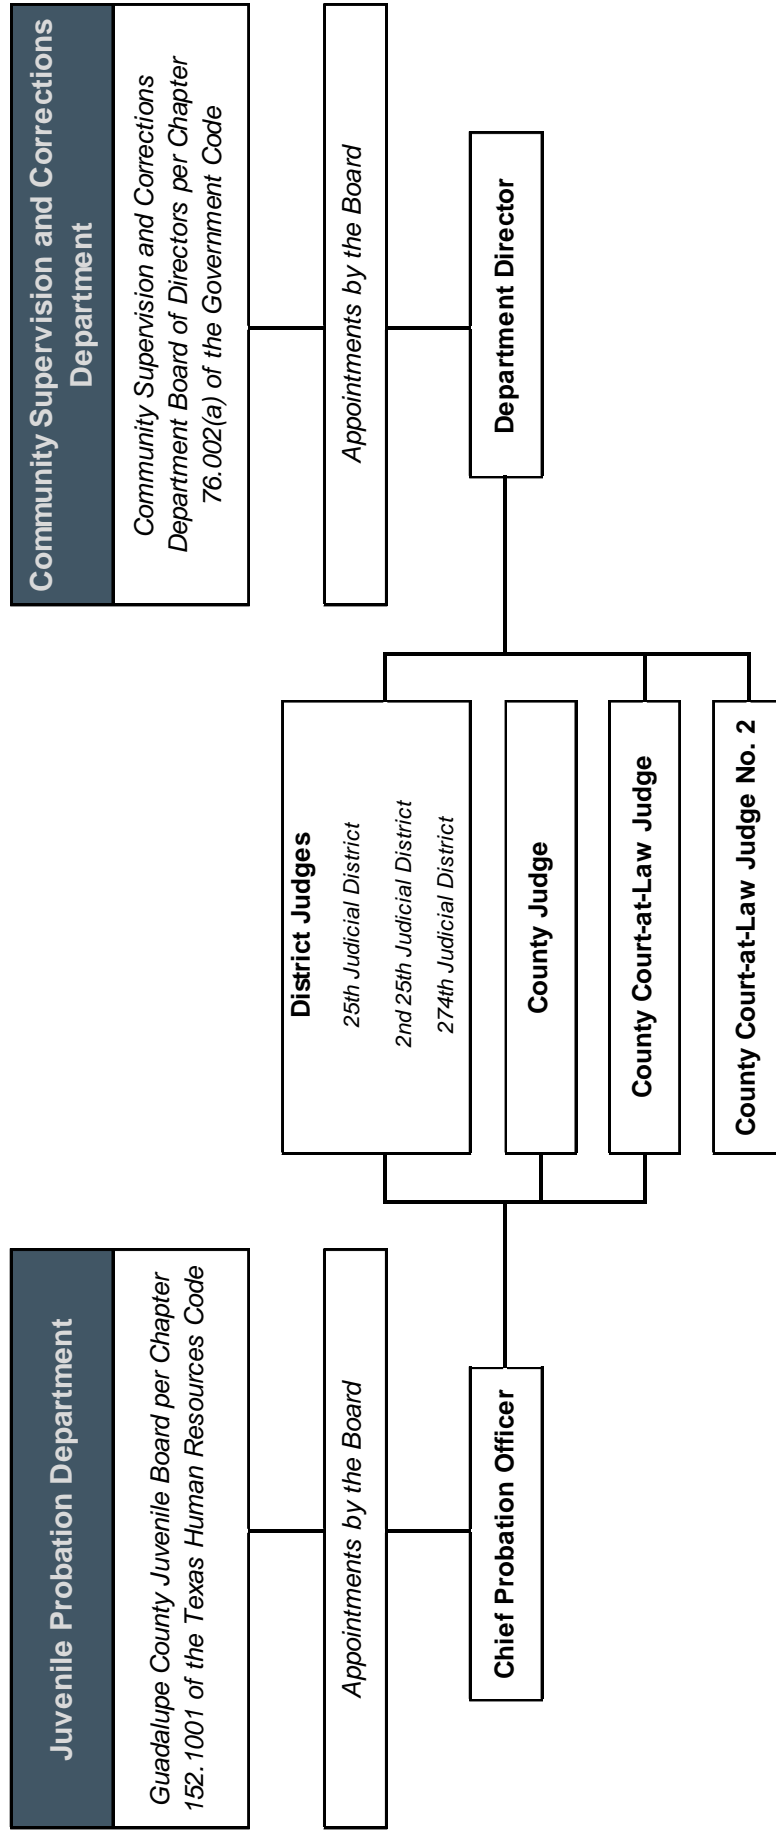 Juvenile Probation Department
Guadalupe County Juvenile Board per Chapter
152.1001 of the Texas Human Resources Code
Appointments by the Board
Chief Probation Officer
District Judges
25th Judicial District
2nd 25th Judicial District
274th Judicial District
County Judge
County Court-at-Law Judge
County Court-at-Law Judge No. 2
Community Supervision and Corrections
Department
Community Supervision and Corrections
Department Board of Directors per Chapter
76.002(a) of the Government Code
Appointments by the Board
Department Director